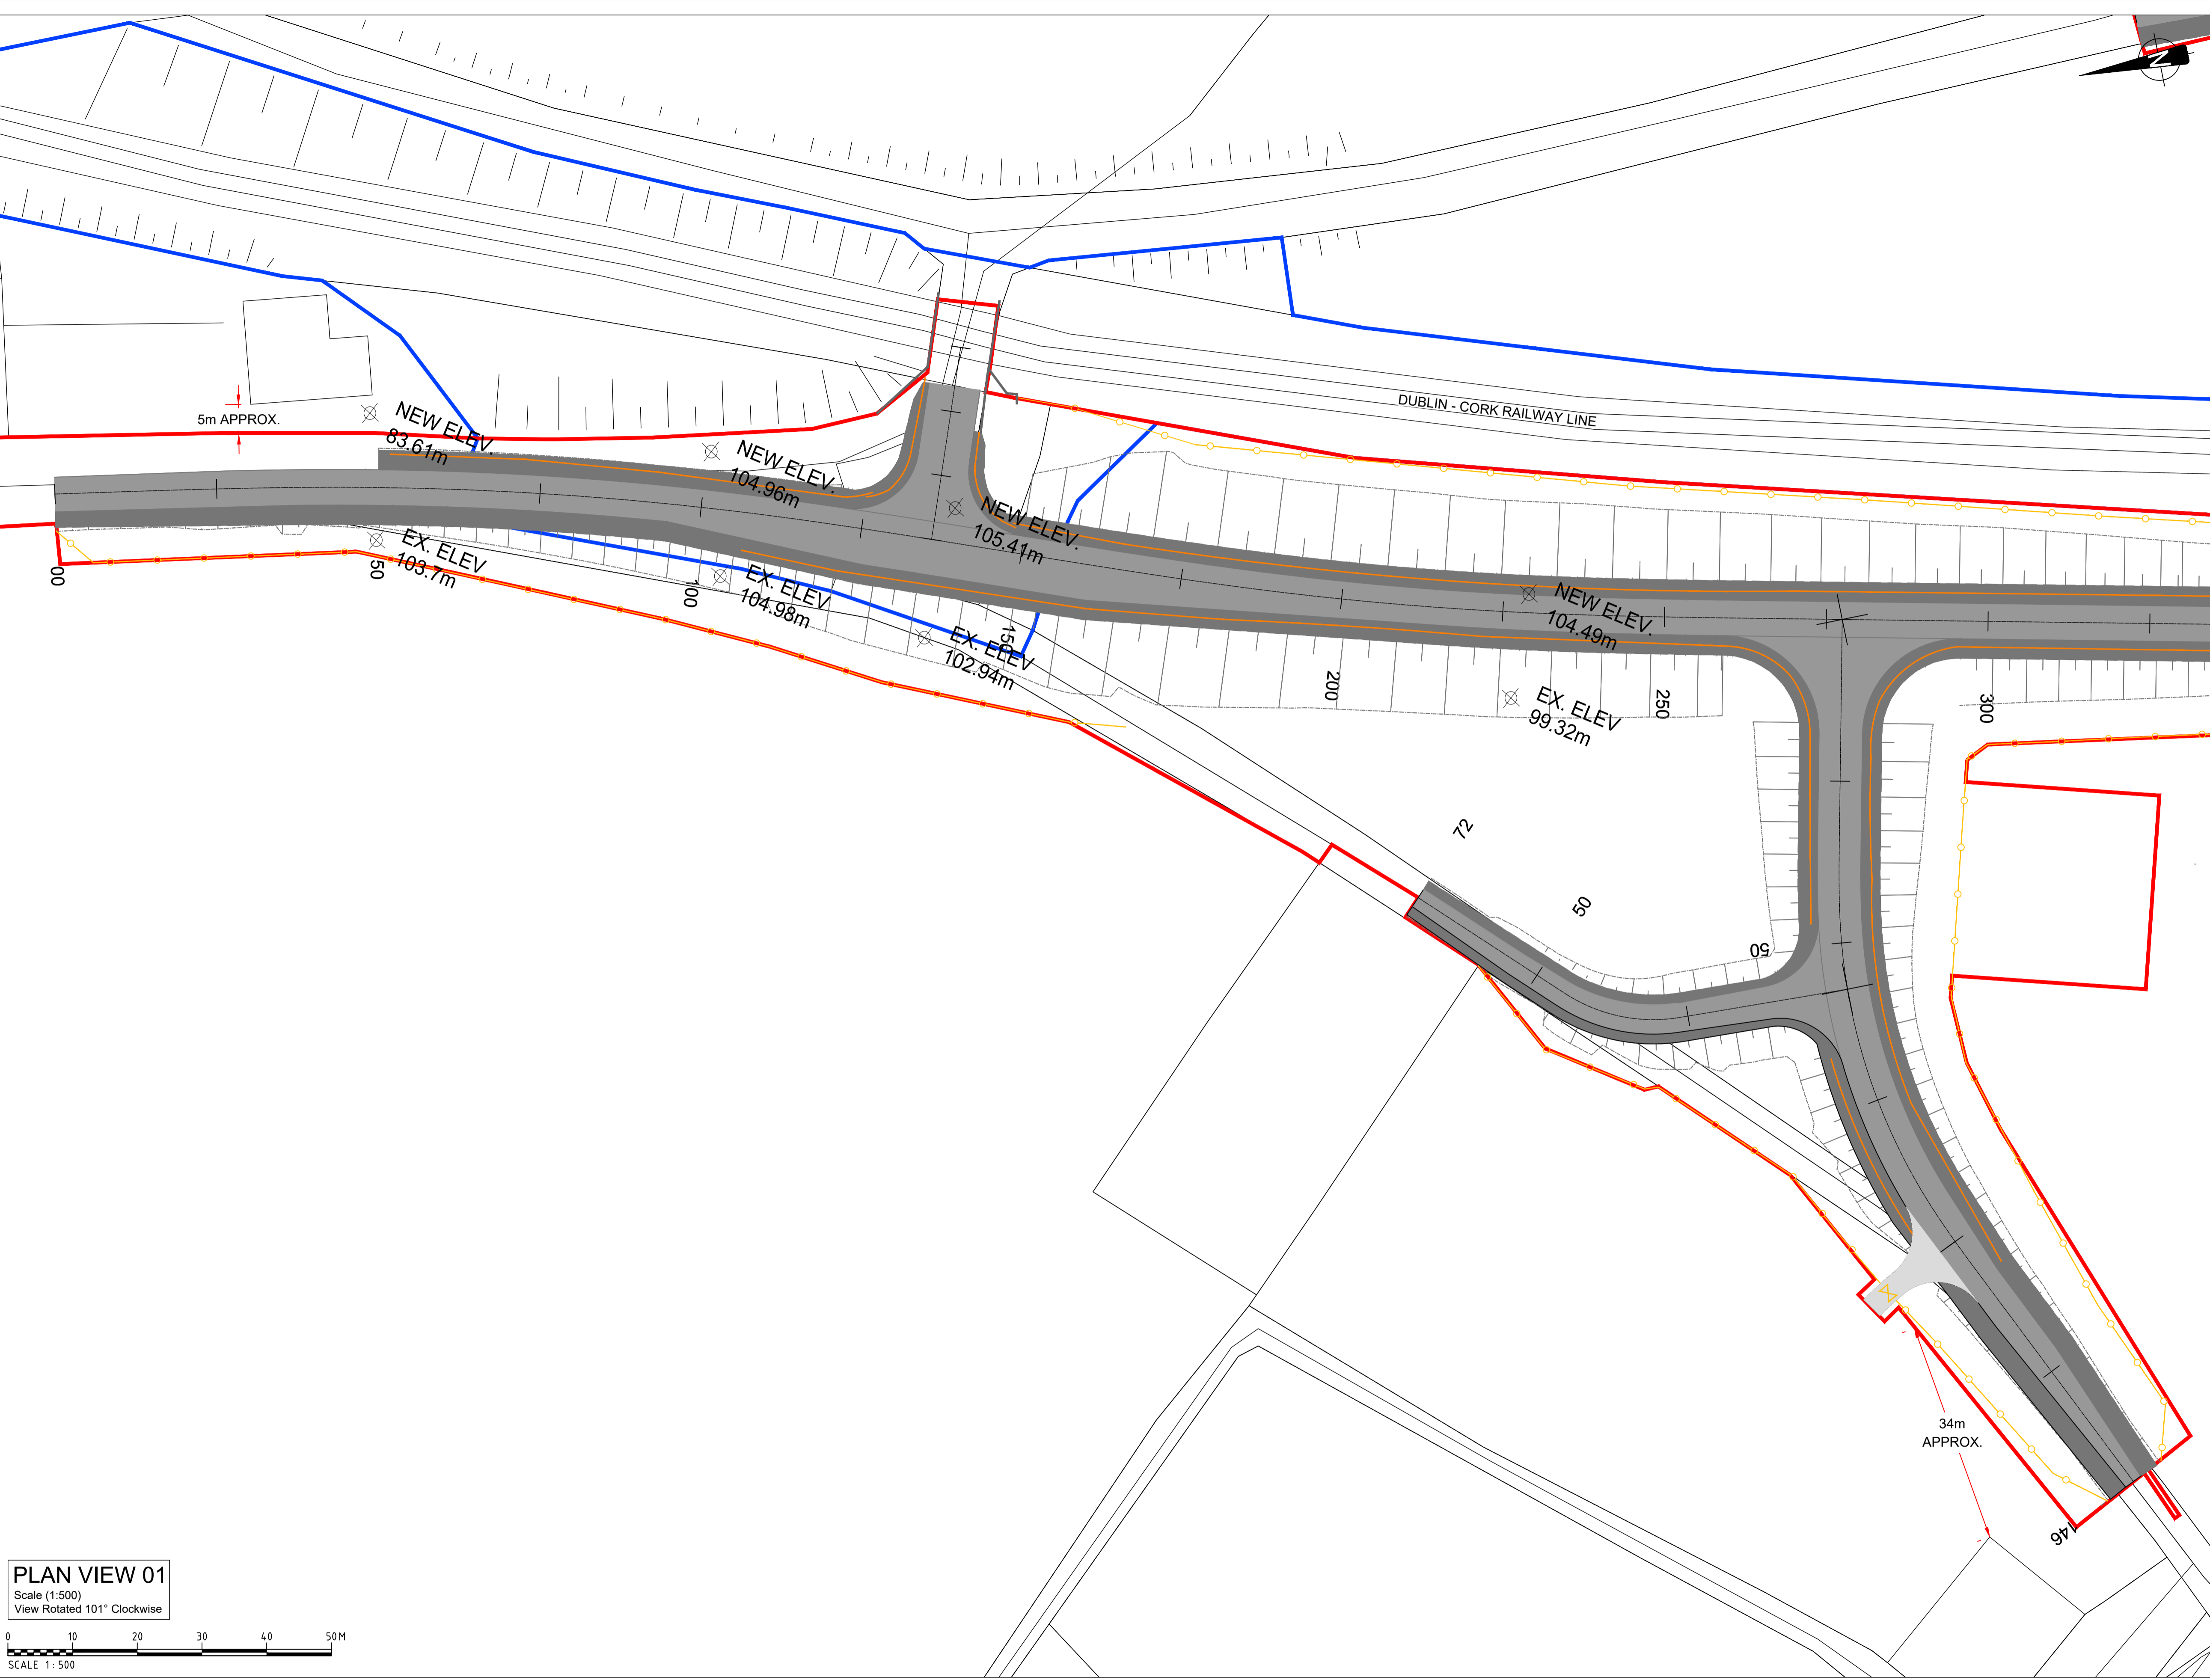 N
DUBLIN - CORK RAILWAY LINE
5m APPROX.
NEW ELEV.
83.61m
NEW ELEV.
104.96m
NEW ELEV.
105.41m
NEW ELEV.
104.49m
EX. ELEV
103.7m
EX. ELEV
104.98m
EX. ELEV
102.94m
EX. ELEV
99.32m
00
50
100
150
200
250
300
72
50
50
34m
APPROX.
146
PLAN VIEW 01
Scale (1:500)
View Rotated 101° Clockwise
0 10 20 30 40 50M
SCALE 1:500